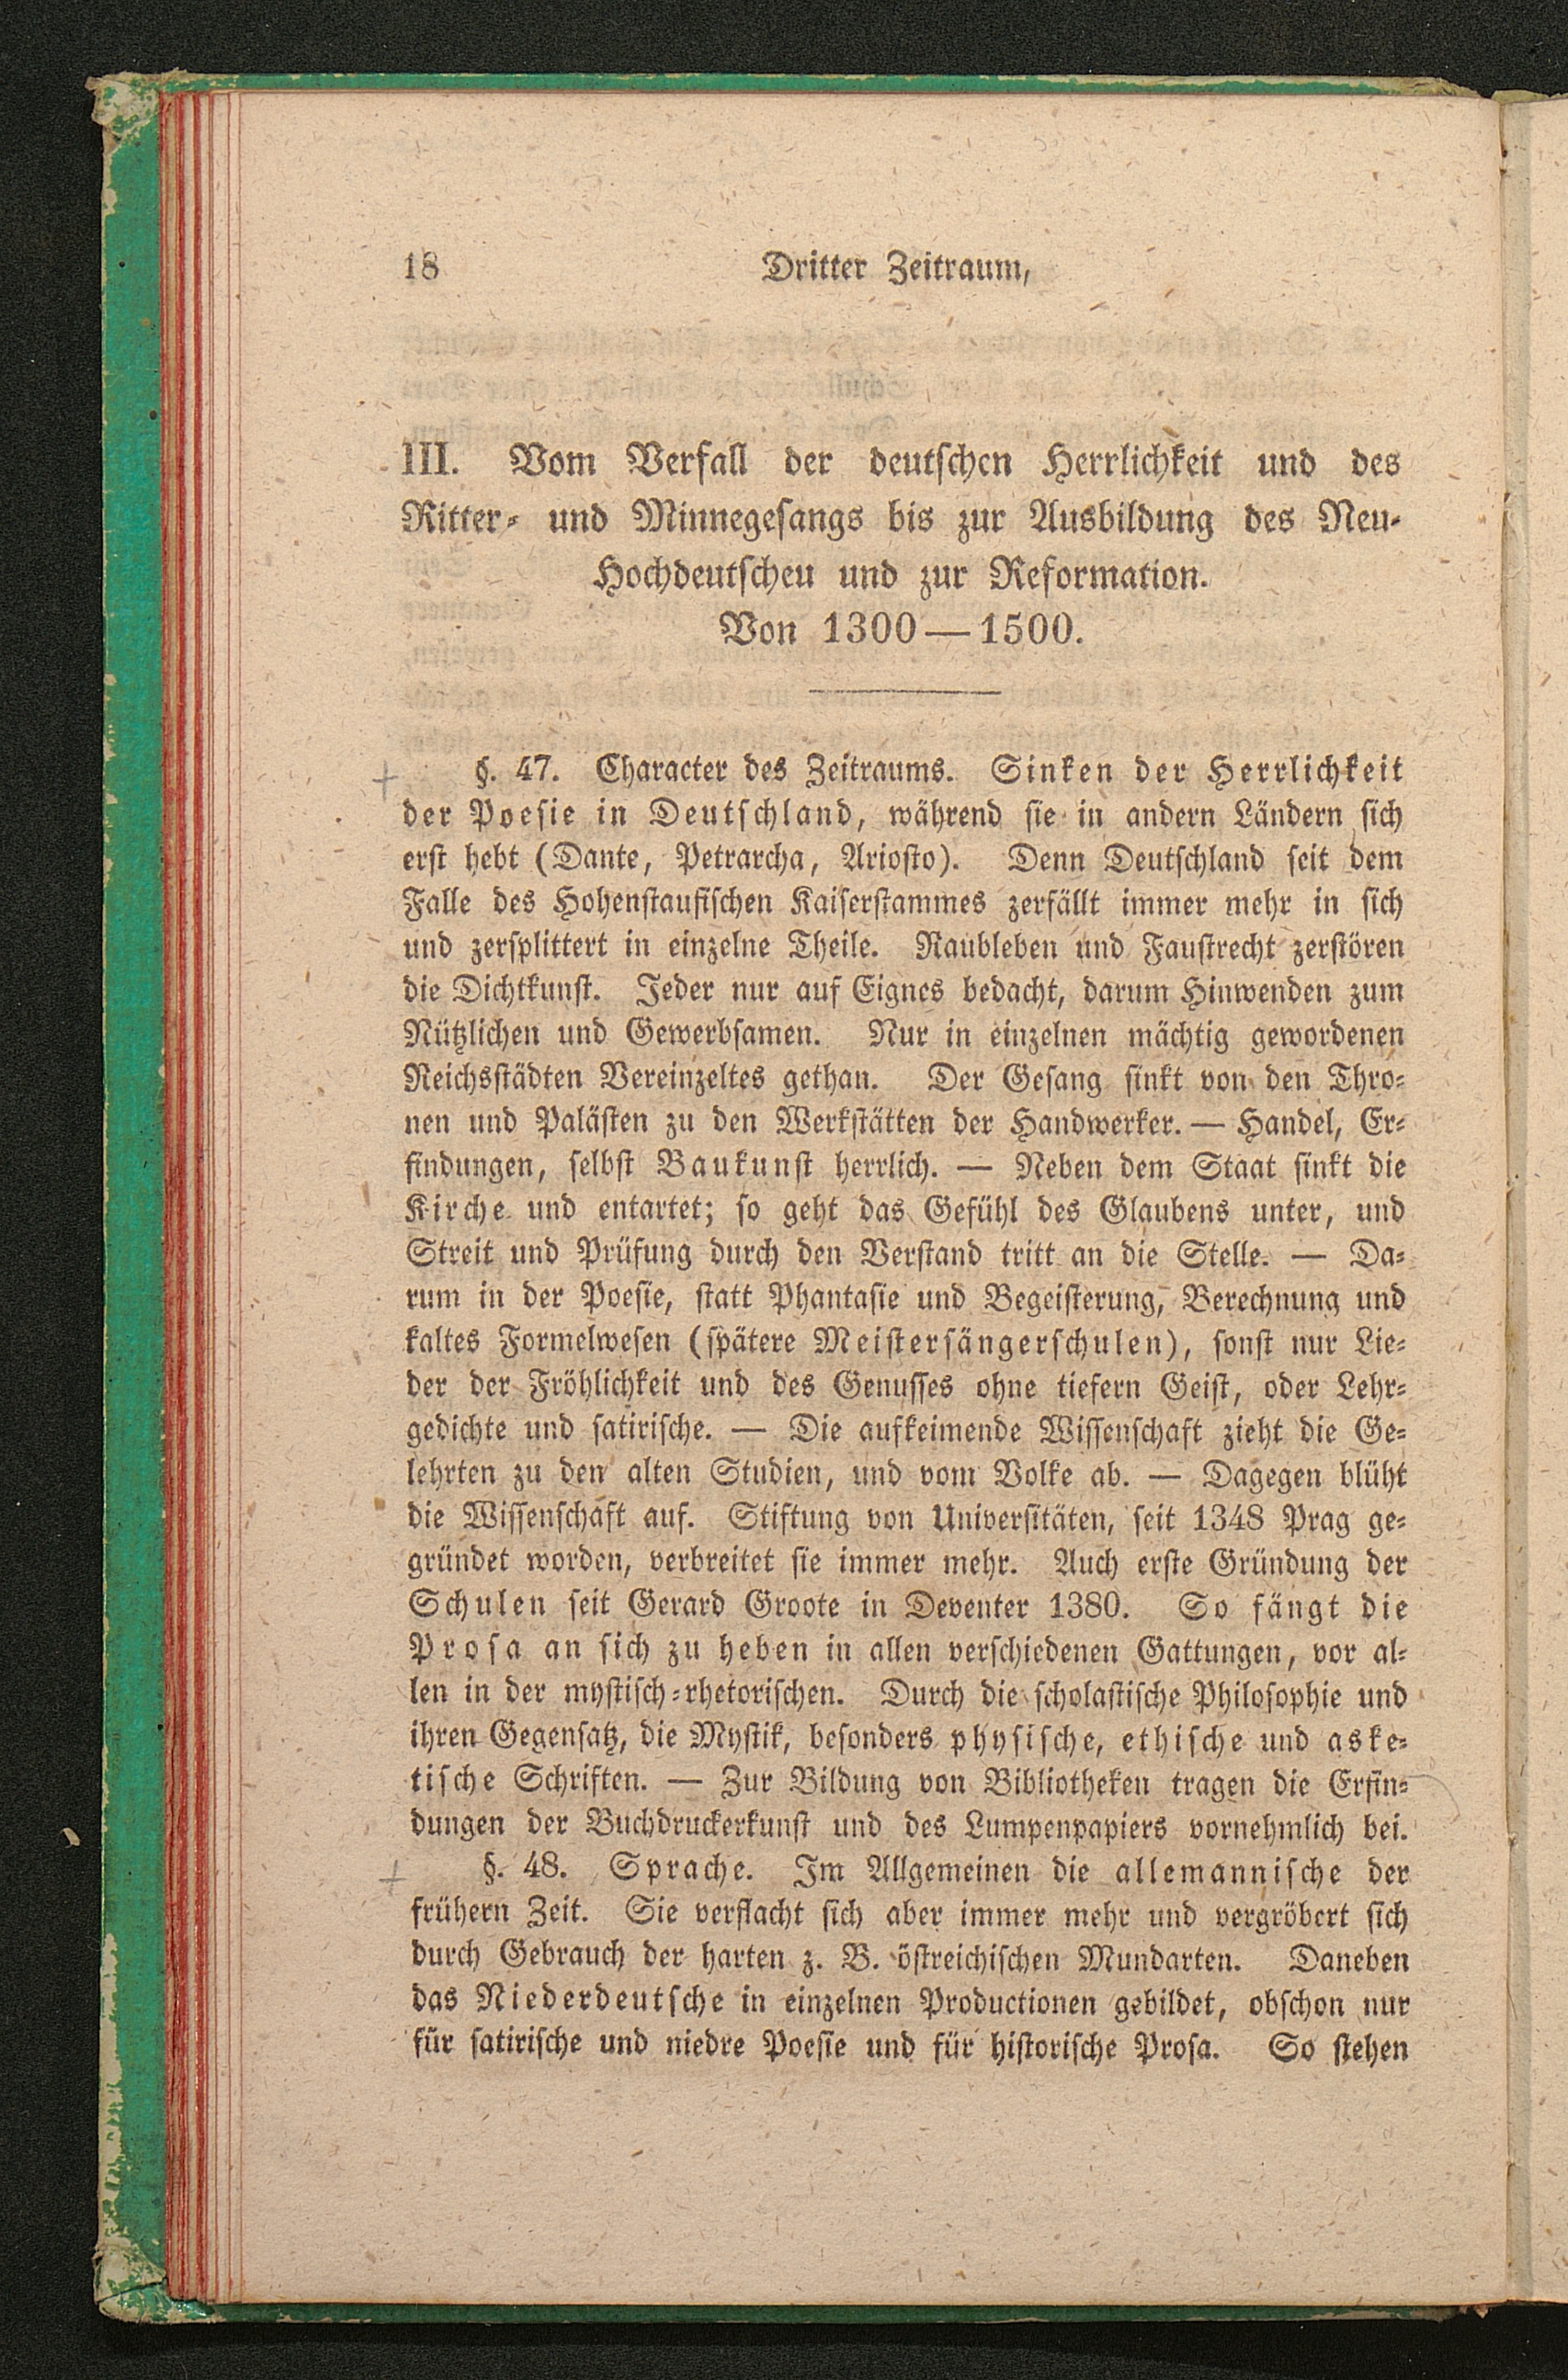 18
Dritter Zeitraum,
III. Vom Verfall der deutschen Herrlichkeit und des
Ritter- und Minnegesangs bis zur Ausbildung des Neu-
Hochdeutscheu und zur Reformation.
Von 1300—1500.
§. 47. Character des Zeitraums. Sinken der Herrlichkeit
der Poesie in Deutschland, während sie in andern Ländern sich
erst hebt (Dante, Petrarcha, Ariosto). Denn Deutschland seit dem
Falle des Hohenstaufischen Kaiserstammes zerfällt immer mehr in sich
und zersplittert in einzelne Theile. Raubleben und Faustrecht zerstören
die Dichtkunst. Jeder nur auf Eignes bedacht, darum Hinwenden zum
Nützlichen und Gewerbsamen. Nur in einzelnen mächtig gewordenen
Reichsstädten Vereinzeltes gethan. Der Gesang sinkt von den Thro-
nen und Palästen zu den Werkstätten der Handwerker. — Handel, Er-
findungen, selbst Baukunst herrlich. — Neben dem Staat sinkt die
Kirche und entartet; so geht das Gefühl des Glaubens unter, und
Streit und Prüfung durch den Verstand tritt an die Stelle. — Da-
rum in der Poesie, statt Phantasie und Begeisterung, Berechnung und
kaltes Formelwesen (spätere Meistersängerschulen), sonst nur Lie-
der der Fröhlichkeit und des Genusses ohne tiefern Geist, oder Lehr-
gedichte und satirische. — Die aufkeimende Wissenschaft zieht die Ge-
lehrten zu den alten Studien, und vom Volke ab. — Dagegen blüht
die Wissenschaft auf. Stiftung von Universitäten, seit 1348 Prag ge-
gründet worden, verbreitet sie immer mehr. Auch erste Gründung der
Schulen seit Gerard Groote in Deventer 1380. So fängt die
Prosa an sich zu heben in allen verschiedenen Gattungen, vor al-
len in der mystisch-rhetorischen. Durch die scholastische Philosophie und
ihren Gegensatz, die Mystik, besonders physische, ethische und aske-
tische Schriften. — Zur Bildung von Bibliotheken tragen die Erfin-
dungen der Buchdruckerkunst und des Lumpenpapiers vornehmlich bei.
§. 48. Sprache. Im Allgemeinen die allemannische der
frühern Zeit. Sie verflacht sich aber immer mehr und vergröbert sich
durch Gebrauch der harten z. B. östreichischen Mundarten. Daneben
das Niederdeutsche in einzelnen Productionen gebildet, obschon nur
für satirische und niedre Poesie und für historische Prosa. So stehen